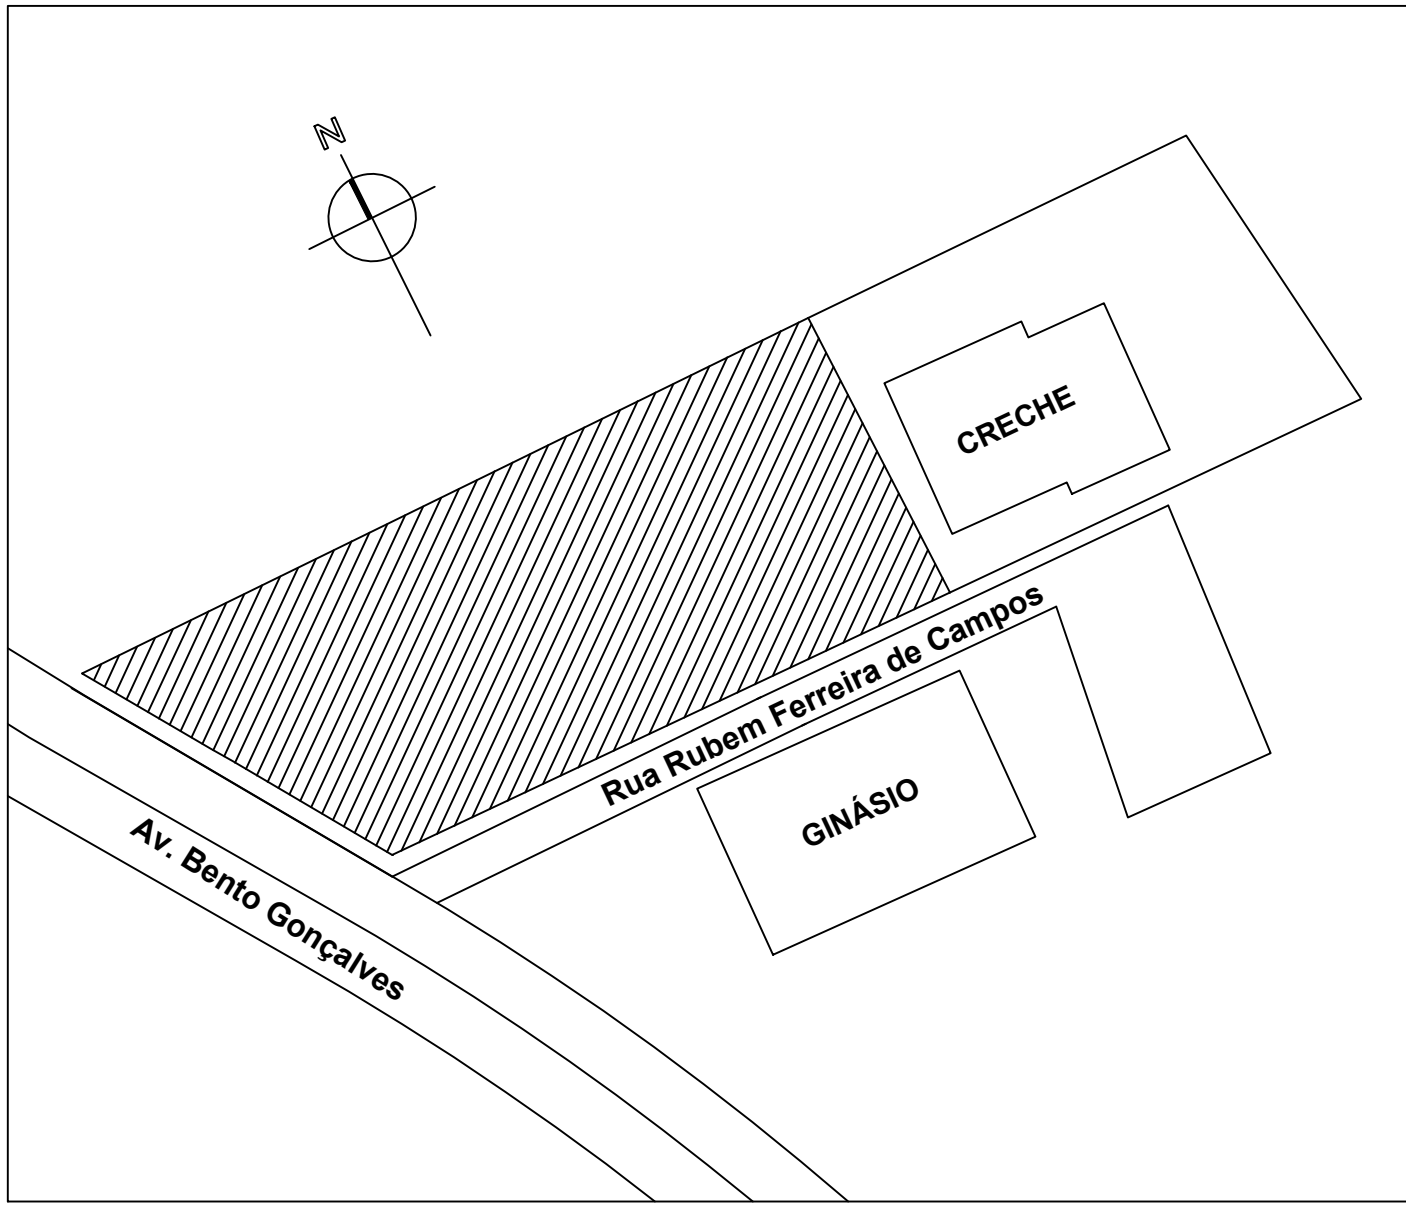 N
CRECHE
Rua Rubem Ferreira de Campos
GINÁSIO
Av. Bento Gonçalves